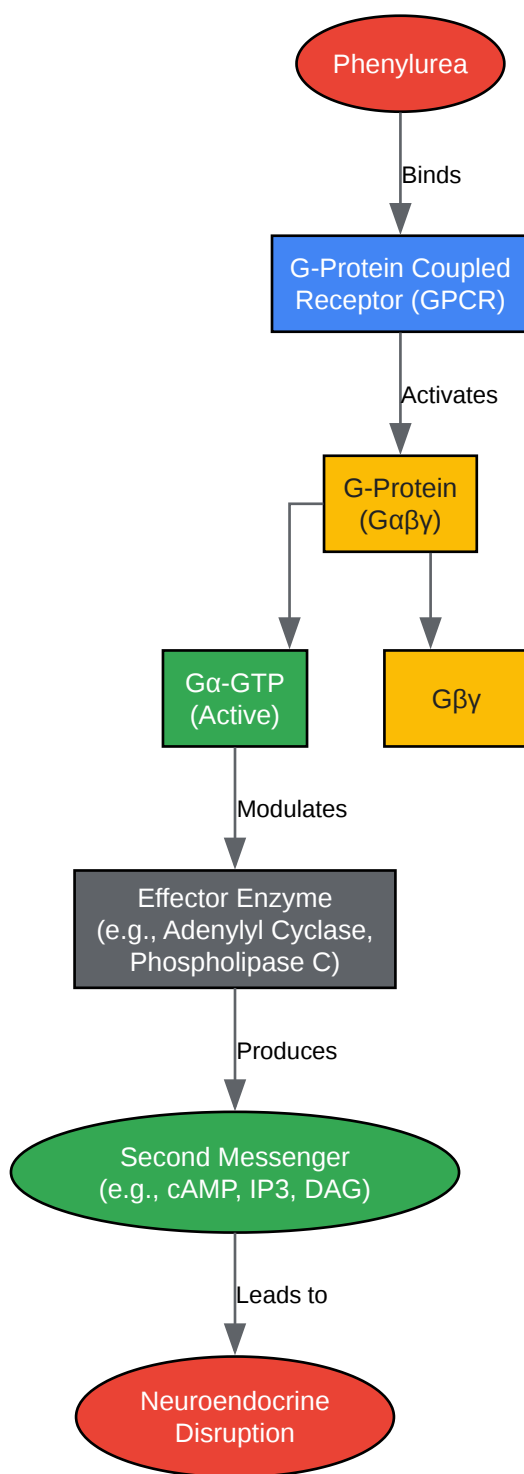 Phenylurea
Binds
G-Protein Coupled
Receptor (GPCR)
Activates
G-Protein
(Gαβγ)
Gα-GTP
(Active)
Gβγ
Modulates
Effector Enzyme
(e.g., Adenylyl Cyclase,
Phospholipase C)
Produces
Second Messenger
(e.g., cAMP, IP3, DAG)
Leads to
Neuroendocrine
Disruption